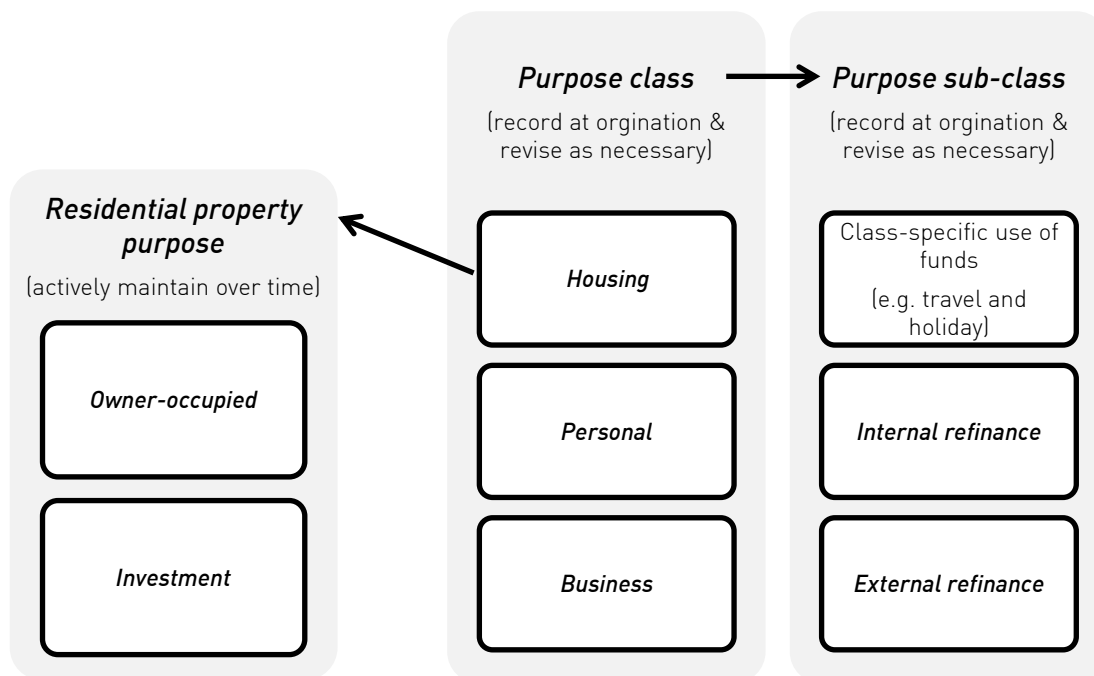 Residential property
purpose
(actively maintain over time)
Owner-occupied
Investment
Purpose class
(record at orgination &
revise as necessary)
Housing
Personal
Business
Purpose sub-class
(record at orgination &
revise as necessary)
Class-specific use of
funds
(e.g. travel and
holiday)
Internal refinance
External refinance